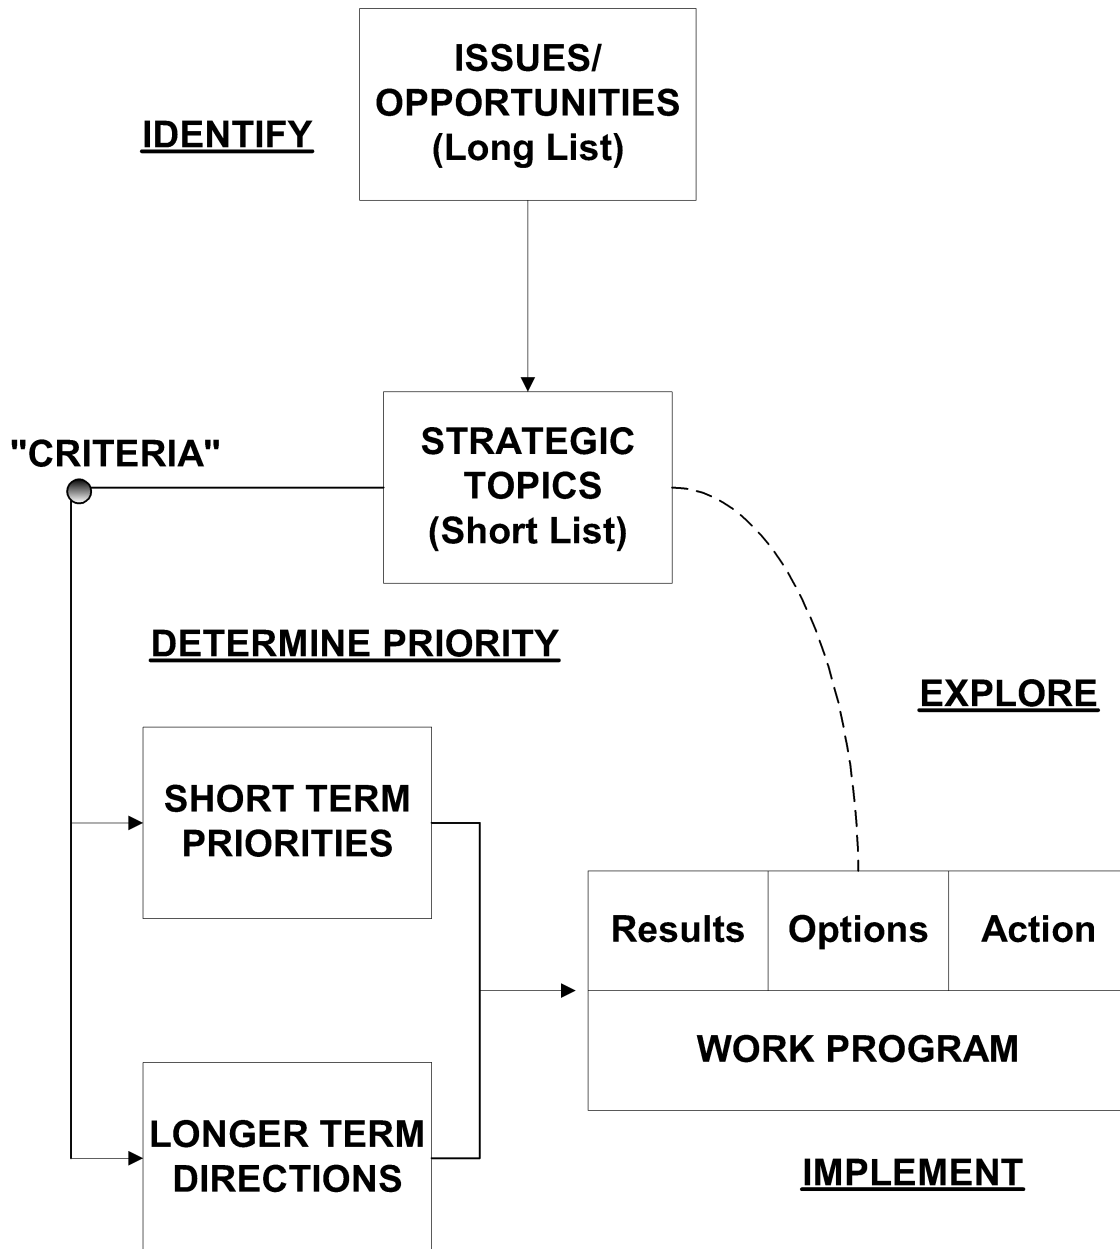 ISSUES/
OPPORTUNITIES
(Long List)
IDENTIFY
STRATEGIC
TOPICS
(Short List)
"CRITERIA"
DETERMINE PRIORITY
EXPLORE
SHORT TERM
PRIORITIES
Results
Options
Action
WORK PROGRAM
LONGER TERM
DIRECTIONS
IMPLEMENT